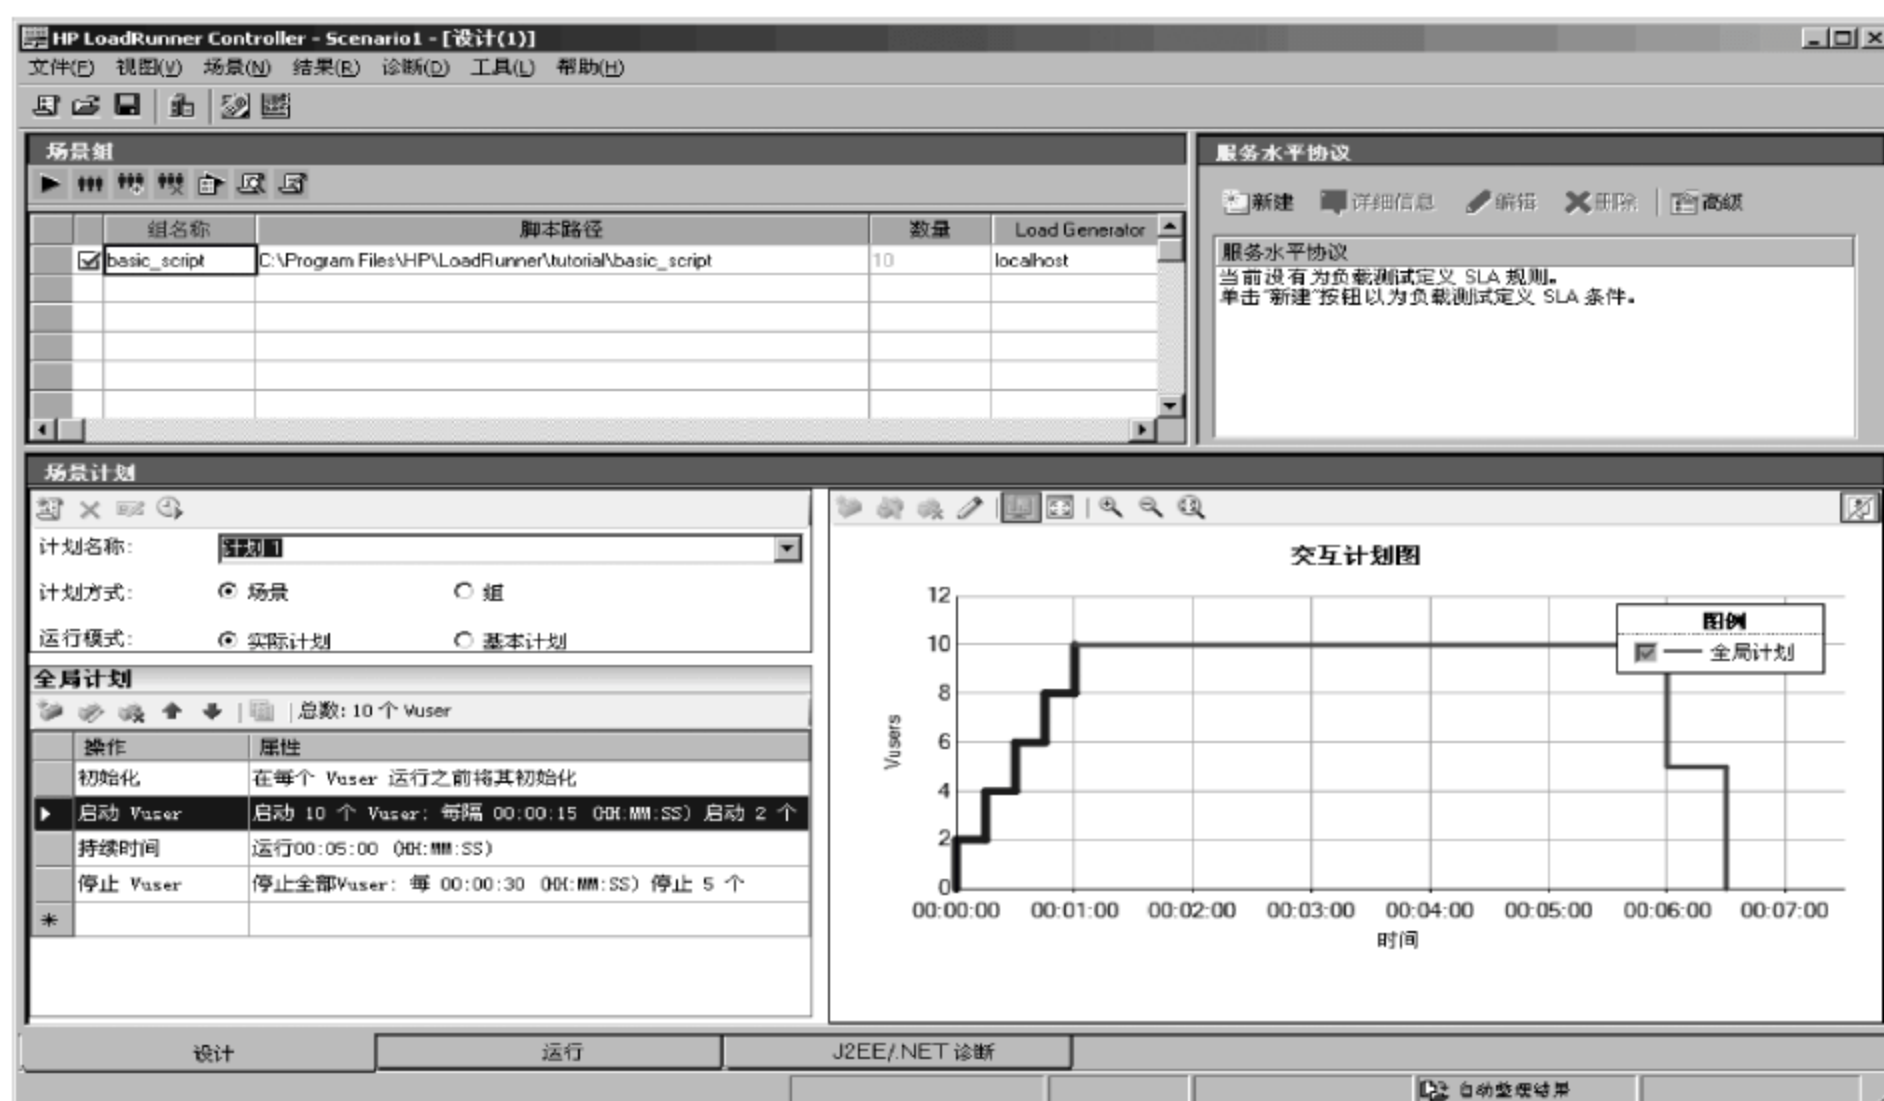 HP LoadRunner Controller - Scenario1 - [设计(1)]
文件(F) 视图(V) 场景(N) 结果(R) 诊断(D) 工具(L) 帮助(H)
场景组
组名称 脚本路径 数量 Load Generator
basic_script C:\Program Files\HP\LoadRunner\tutorial\basic_script 10 localhost
服务水平协议
新建 详细信息 编辑 删除 高级
服务水平协议
当前没有为负载测试定义 SLA 规则。
单击“新建”按钮以为负载测试定义 SLA 条件。
场景计划
计划名称: 计划 1
计划方式: 场景 组
运行模式: 实际计划 基本计划
全局计划
总数: 10 个 Vuser
操作 属性
初始化 在每个 Vuser 运行之前将其初始化
启动 Vuser 启动 10 个 Vuser: 每隔 00:00:15 (HH:MM:SS) 启动 2 个
持续时间 运行00:05:00 (HH:MM:SS)
停止 Vuser 停止全部Vuser: 每 00:00:30 (HH:MM:SS) 停止 5 个
*
交互计划图
12
10
8
6
4
2
0
Vusers
图例
全局计划
00:00:00 00:01:00 00:02:00 00:03:00 00:04:00 00:05:00 00:06:00 00:07:00
时间
设计 运行 J2EE/.NET 诊断
自动整理结果